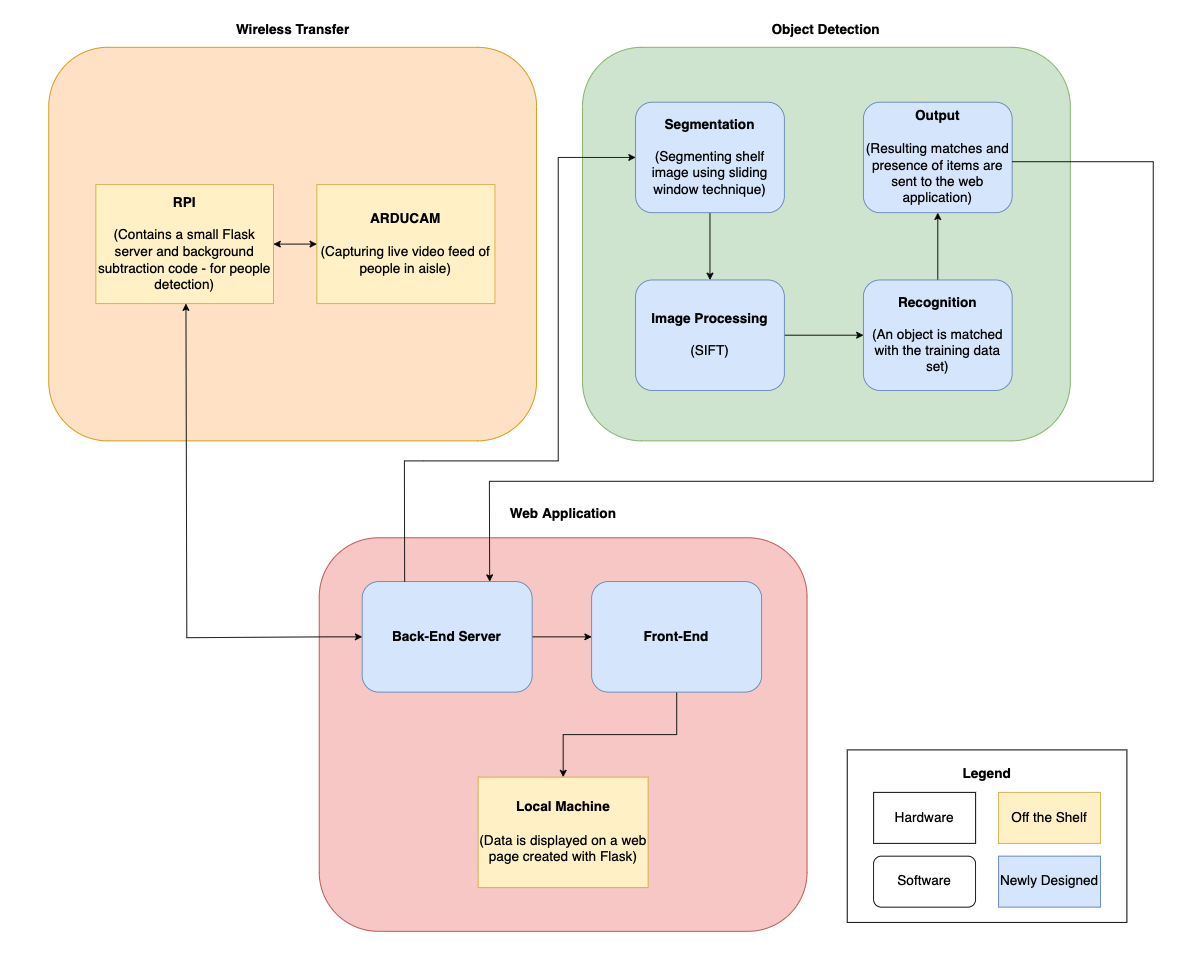 Wireless Transfer
Object Detection
RPI
(Contains a small Flask
server and background
subtraction code - for people
detection)
ARDUCAM
(Capturing live video feed of
people in aisle)
Segmentation
(Segmenting shelf
image using sliding
window technique)
Output
(Resulting matches and
presence of items are
sent to the web
application)
Image Processing
(SIFT)
Recognition
(An object is matched
with the training data
set)
Web Application
Back-End Server
Front-End
Local Machine
(Data is displayed on a web
page created with Flask)
Legend
Hardware
Off the Shelf
Software
Newly Designed